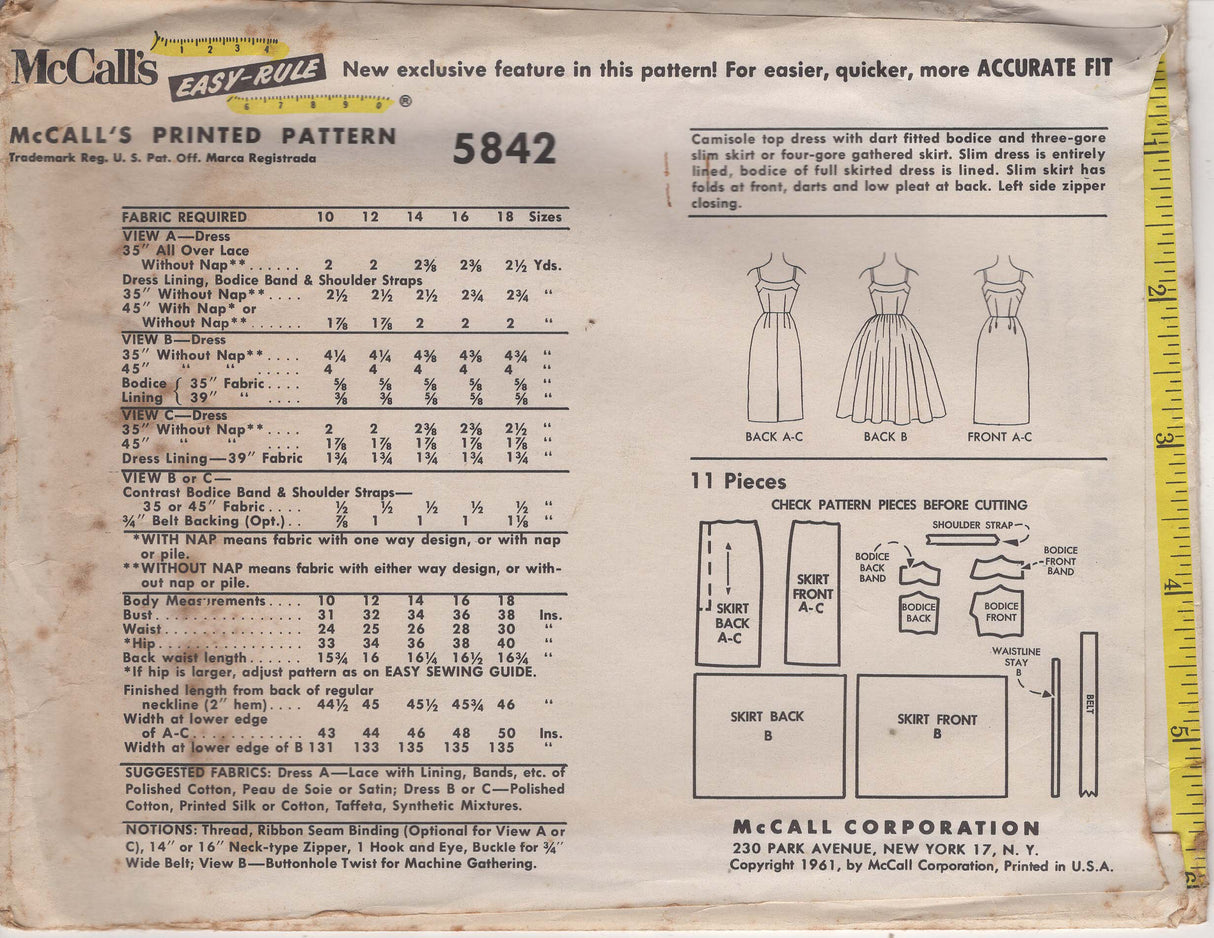 McCall's EASY-RULE ® New exclusive feature in this pattern! For easier, quicker, more ACCURATE FIT
1 2 3 4
6 7 8 9 0
McCALL'S PRINTED PATTERN 5842
Trademark Reg. U. S. Pat. Off. Marca Registrada
FABRIC REQUIRED 10 12 14 16 18 Sizes
VIEW A—Dress
35″ All Over Lace
Without Nap**...... 2 2 2⅜ 2⅜ 2½ Yds.
Dress Lining, Bodice Band & Shoulder Straps
35″ Without Nap**.... 2½ 2½ 2½ 2¾ 2¾ “
45″ With Nap* or
Without Nap**...... 1⅞ 1⅞ 2 2 2 “
VIEW B—Dress
35″ Without Nap**.... 4¼ 4¼ 4⅜ 4⅜ 4¾ “
45″ “ “ ..... 4 4 4 4 4 “
Bodice { 35″ Fabric.... ⅝ ⅝ ⅝ ⅝ ⅝ “
Lining { 39″ “ .... ⅜ ⅜ ⅝ ⅝ ⅝ “
VIEW C—Dress
35″ Without Nap**.... 2 2 2⅜ 2⅜ 2½ “
45″ “ “ .... 1⅞ 1⅞ 1⅞ 1⅞ 1⅞ “
Dress Lining—39″ Fabric 1¾ 1¾ 1¾ 1¾ 1¾ “
VIEW B or C—
Contrast Bodice Band & Shoulder Straps—
35 or 45″ Fabric.... ½ ½ ½ ½ ½ “
¾″ Belt Backing (Opt.).. ⅞ 1 1 1 1⅛ “
*WITH NAP means fabric with one way design, or with nap
or pile.
**WITHOUT NAP means fabric with either way design, or with-
out nap or pile.
Body Measurements.... 10 12 14 16 18
Bust................ 31 32 34 36 38 Ins.
Waist............... 24 25 26 28 30 “
*Hip................ 33 34 36 38 40 “
Back waist length...... 15¾ 16 16¼ 16½ 16¾ “
*If hip is larger, adjust pattern as on EASY SEWING GUIDE.
Finished length from back of regular
neckline (2″ hem).... 44½ 45 45½ 45¾ 46 “
Width at lower edge
of A-C............ 43 44 46 48 50 Ins.
Width at lower edge of B 131 133 135 135 135 “
SUGGESTED FABRICS: Dress A—Lace with Lining, Bands, etc. of
Polished Cotton, Peau de Soie or Satin; Dress B or C—Polished
Cotton, Printed Silk or Cotton, Taffeta, Synthetic Mixtures.
NOTIONS: Thread, Ribbon Seam Binding (Optional for View A or
C), 14″ or 16″ Neck-type Zipper, 1 Hook and Eye, Buckle for ¾″
Wide Belt; View B—Buttonhole Twist for Machine Gathering.
Camisole top dress with dart fitted bodice and three-gore
slim skirt or four-gore gathered skirt. Slim dress is entirely
lined, bodice of full skirted dress is lined. Slim skirt has
folds at front, darts and low pleat at back. Left side zipper
closing.
BACK A-C BACK B FRONT A-C
11 Pieces
CHECK PATTERN PIECES BEFORE CUTTING
SKIRT
BACK
A-C
SKIRT
FRONT
A-C
SHOULDER STRAP
BODICE
BACK
BAND
BODICE
FRONT
BAND
BODICE
BACK
BODICE
FRONT
WAISTLINE
STAY
B
BELT
SKIRT BACK
B
SKIRT FRONT
B
McCALL CORPORATION
230 PARK AVENUE, NEW YORK 17, N. Y.
Copyright 1961, by McCall Corporation, Printed in U.S.A.
1
2
3
4
5
6